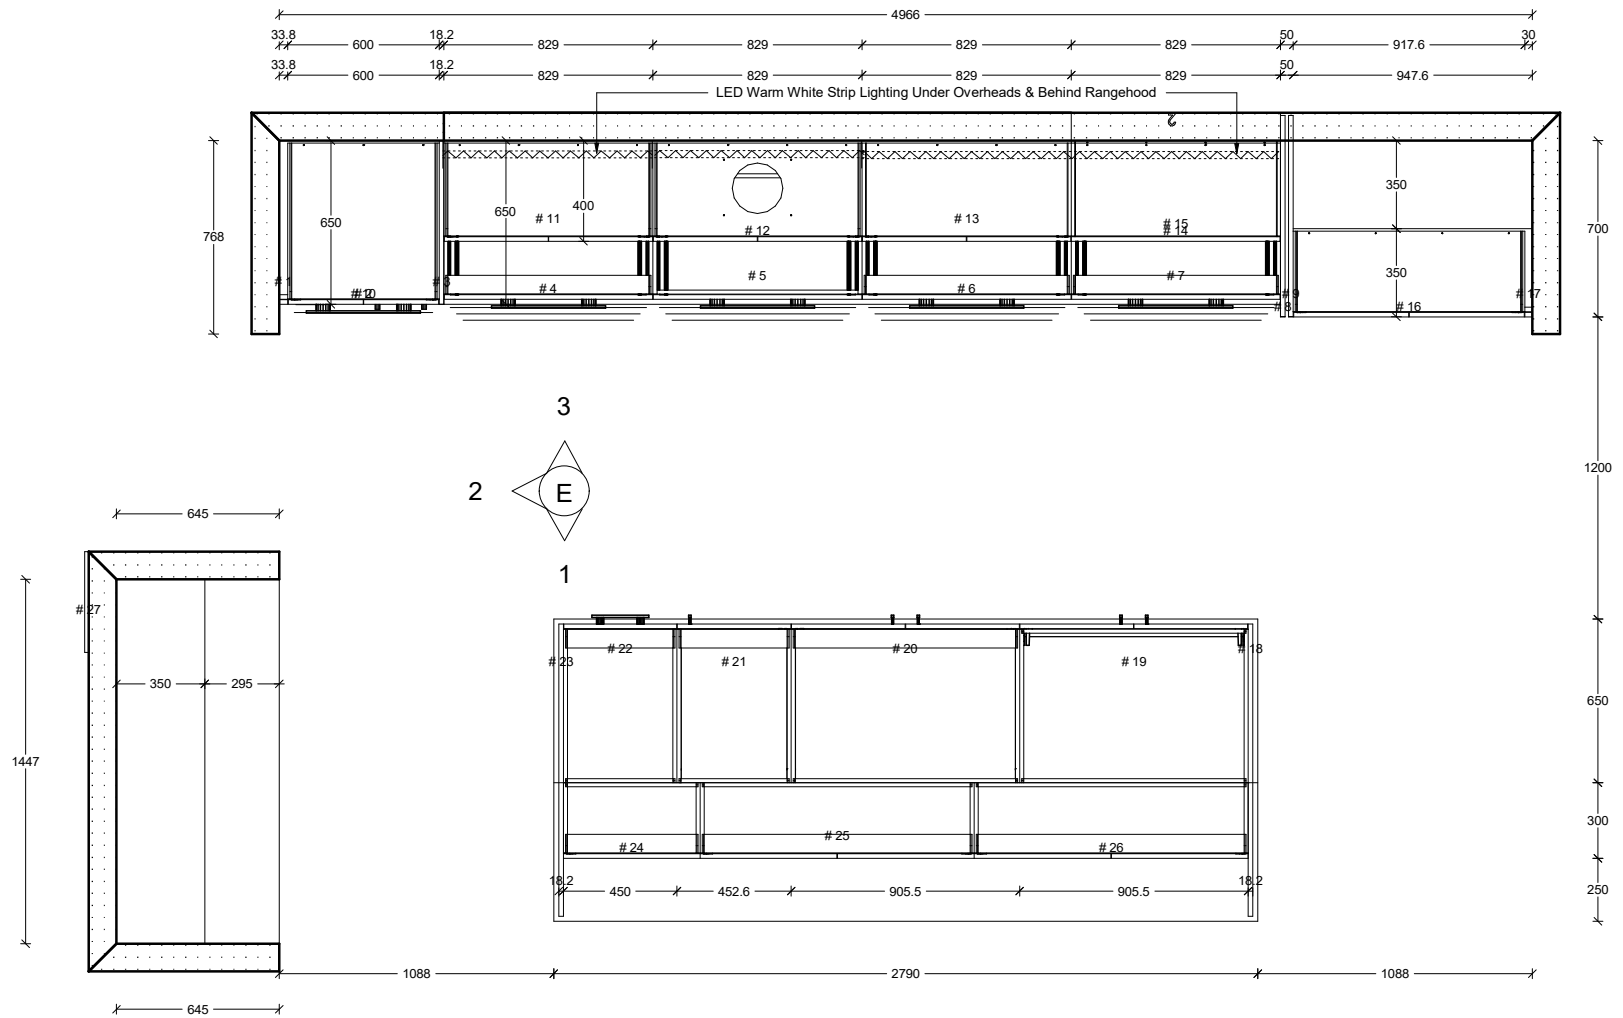 4966
33.8 600 18.2 829 829 829 829 50 917.6 30
33.8 600 18.2 829 829 829 829 50 947.6
LED Warm White Strip Lighting Under Overheads & Behind Rangehood
768 650 650 400 350 700
# 11 # 12 # 13 # 15
# 14
350
# 1 # 3 # 4 # 5 # 6 # 7 # 9 # 17
# 2 # 10 # 8 # 16
3
1200
2 E
645
1
# 27
# 23 # 22 # 21 # 20 # 19 # 18
350 295 650
1447
# 24 # 25 # 26 300
18.2 450 452.6 905.5 905.5 18.2 250
1088 2790 1088
645